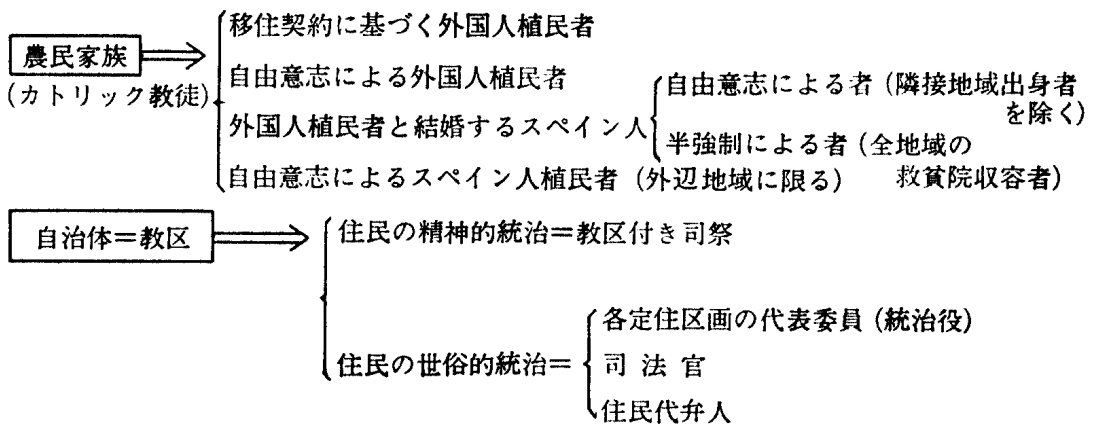 移住契約に基づく外国人植民者
農民家族
(カトリック教徒)
自由意志による外国人植民者
外国人植民者と結婚するスペイン人
自由意志による者 (隣接地域出身者
を除く)
半強制による者 (全地域の
救貧院収容者)
自由意志によるスペイン人植民者 (外辺地域に限る)
自治体=教区
住民の精神的統治=教区付き司祭
住民の世俗的統治=
各定住区画の代表委員 (統治役)
司法官
住民代弁人